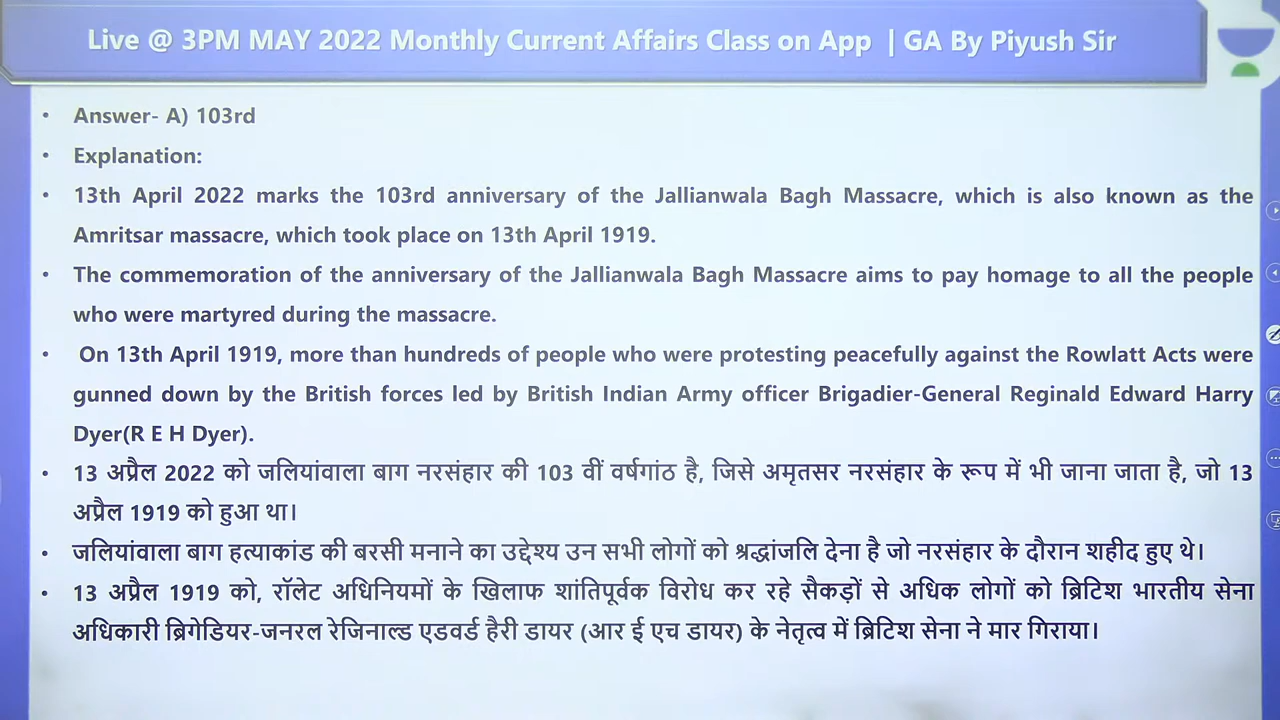 Live @ 3PM MAY 2022 Monthly Current Affairs Class on App | GA By Piyush Sir
• Answer- A) 103rd
• Explanation:
• 13th April 2022 marks the 103rd anniversary of the Jallianwala Bagh Massacre, which is also known as the
Amritsar massacre, which took place on 13th April 1919.
• The commemoration of the anniversary of the Jallianwala Bagh Massacre aims to pay homage to all the people
who were martyred during the massacre.
• On 13th April 1919, more than hundreds of people who were protesting peacefully against the Rowlatt Acts were
gunned down by the British forces led by British Indian Army officer Brigadier-General Reginald Edward Harry
Dyer(R E H Dyer).
• 13 अप्रैल 2022 को जलियांवाला बाग नरसंहार की 103 वीं वर्षगांठ है, जिसे अमृतसर नरसंहार के रूप में भी जाना जाता है, जो 13
अप्रैल 1919 को हुआ था।
• जलियांवाला बाग हत्याकांड की बरसी मनाने का उद्देश्य उन सभी लोगों को श्रद्धांजलि देना है जो नरसंहार के दौरान शहीद हुए थे।
• 13 अप्रैल 1919 को, रॉलेट अधिनियमों के खिलाफ शांतिपूर्वक विरोध कर रहे सैकड़ों से अधिक लोगों को ब्रिटिश भारतीय सेना
अधिकारी ब्रिगेडियर-जनरल रेजिनाल्ड एडवर्ड हैरी डायर (आर ई एच डायर) के नेतृत्व में ब्रिटिश सेना ने मार गिराया।